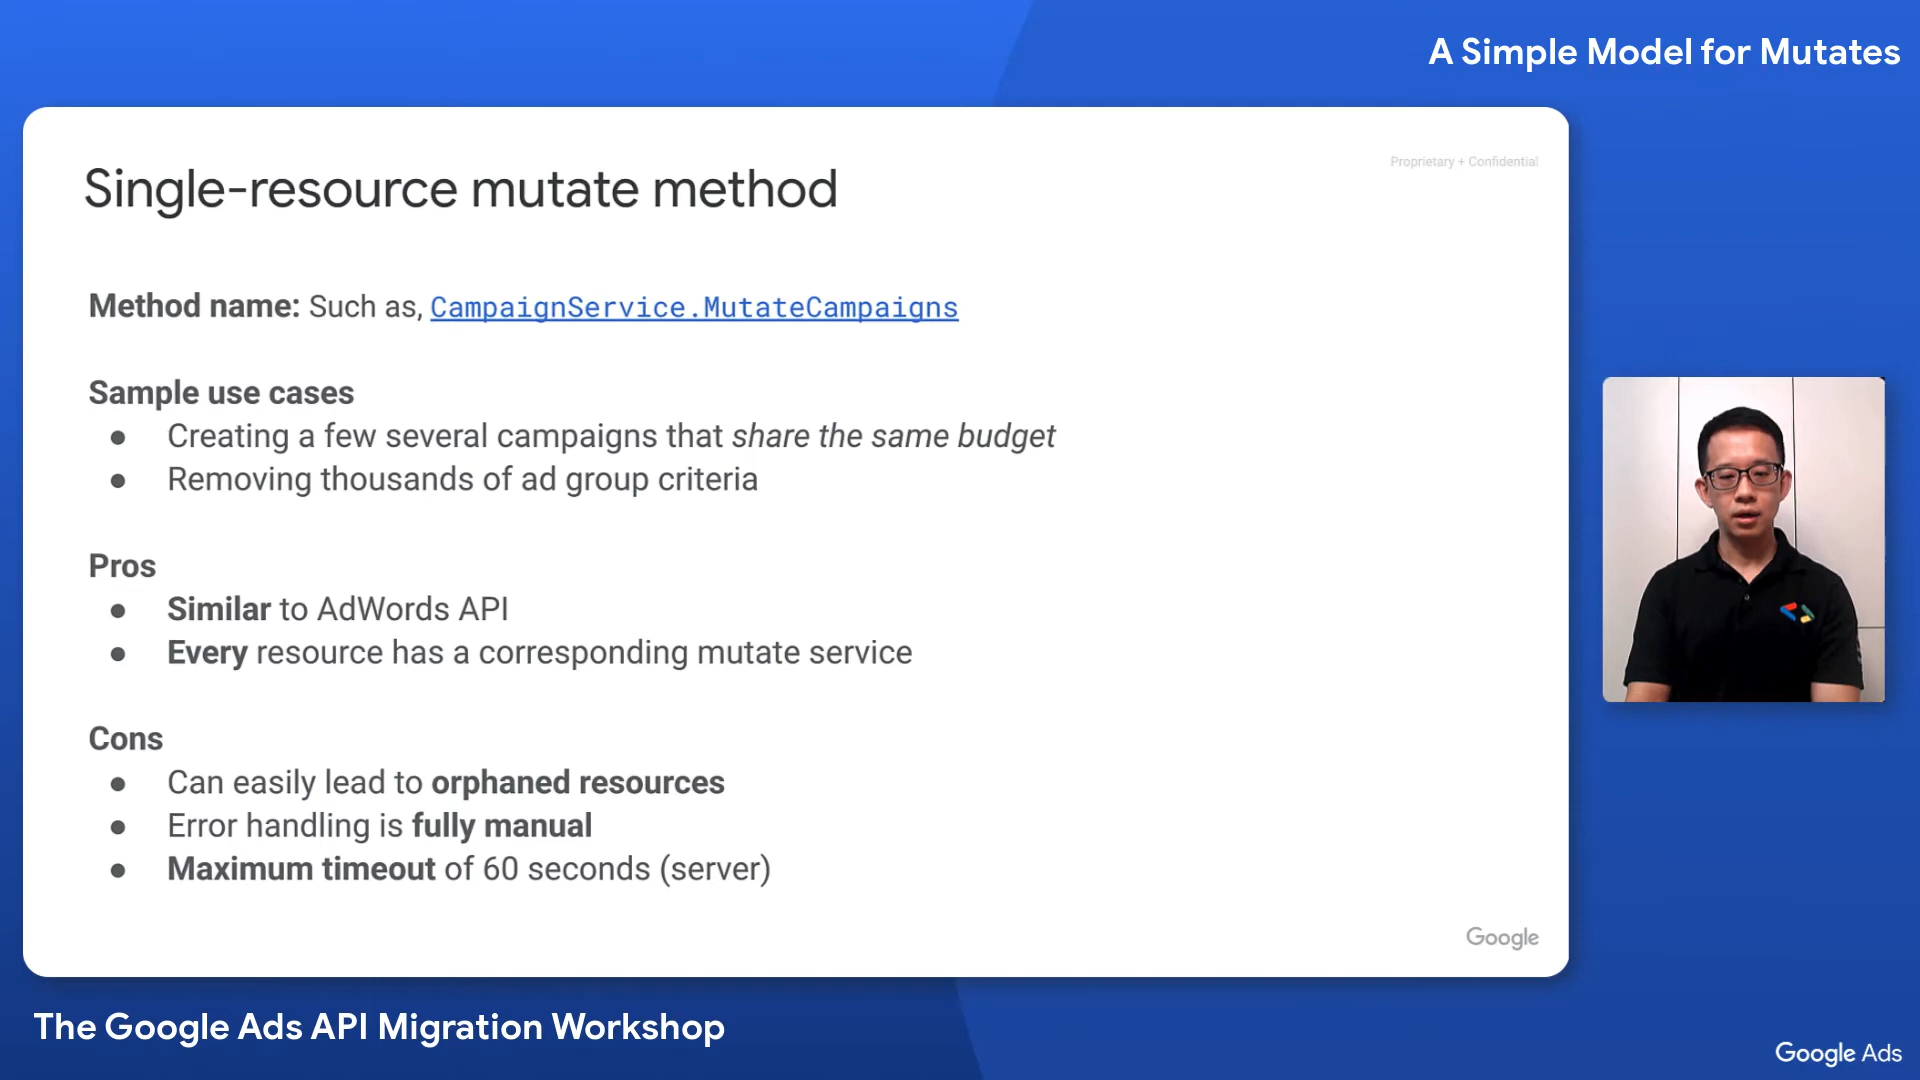 A Simple Model for Mutates
Proprietary + Confidential
Single-resource mutate method
Method name: Such as, CampaignService.MutateCampaigns
Sample use cases
● Creating a few several campaigns that share the same budget
● Removing thousands of ad group criteria
Pros
● Similar to AdWords API
● Every resource has a corresponding mutate service
Cons
● Can easily lead to orphaned resources
● Error handling is fully manual
● Maximum timeout of 60 seconds (server)
Google
The Google Ads API Migration Workshop
Google Ads